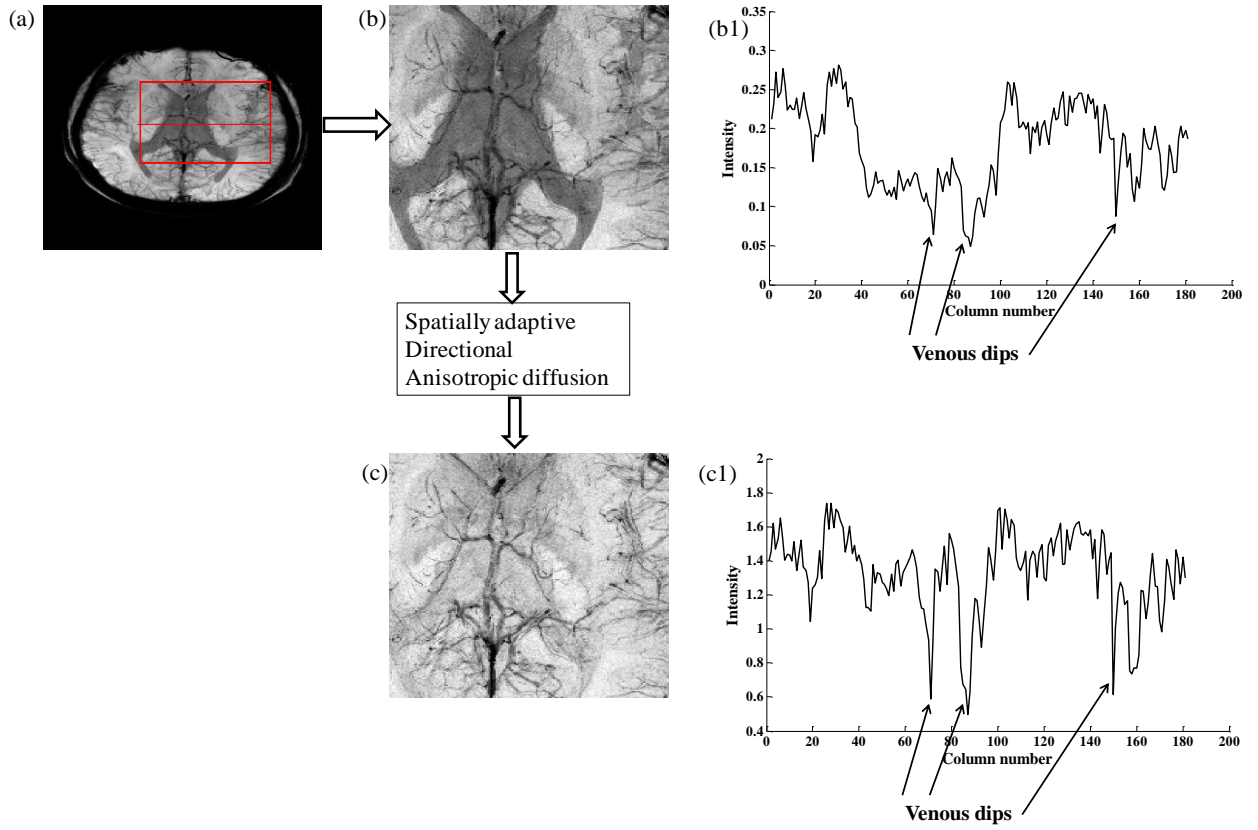 (a)
(b)
(b1)
0.35
0.3
0.25
0.2
0.15
0.1
0.05
0
Intensity
0 20 40 60 80 100 120 140 160 180 200
Column number
Venous dips
Spatially adaptive
Directional
Anisotropic diffusion
(c)
(c1)
2
1.8
1.6
1.4
1.2
1
0.8
0.6
0.4
Intensity
0 20 40 60 80 100 120 140 160 180 200
Column number
Venous dips